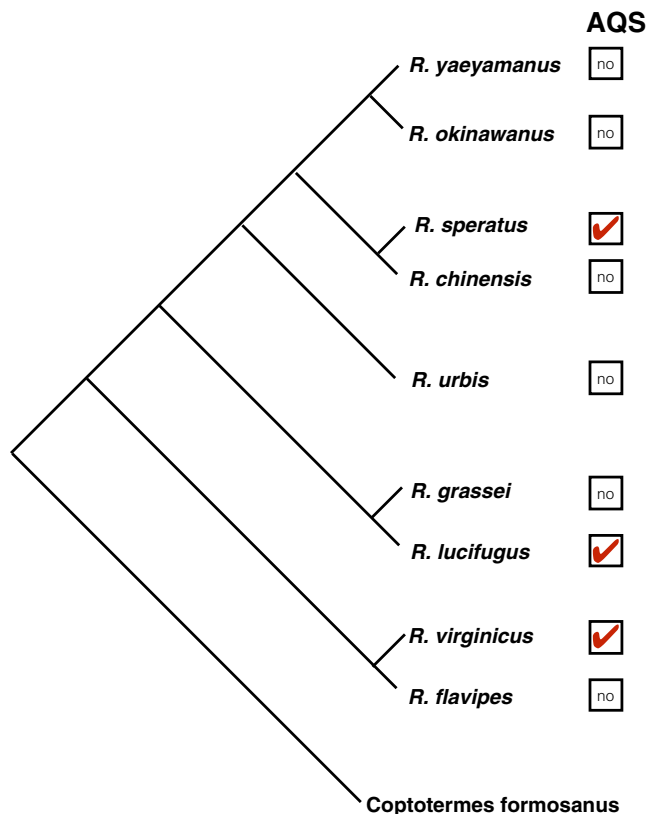 AQS
R. yaeyamanus no
R. okinawanus no
R. speratus ✔
R. chinensis no
R. urbis no
R. grassei no
R. lucifugus ✔
R. virginicus ✔
R. flavipes no
Coptotermes formosanus